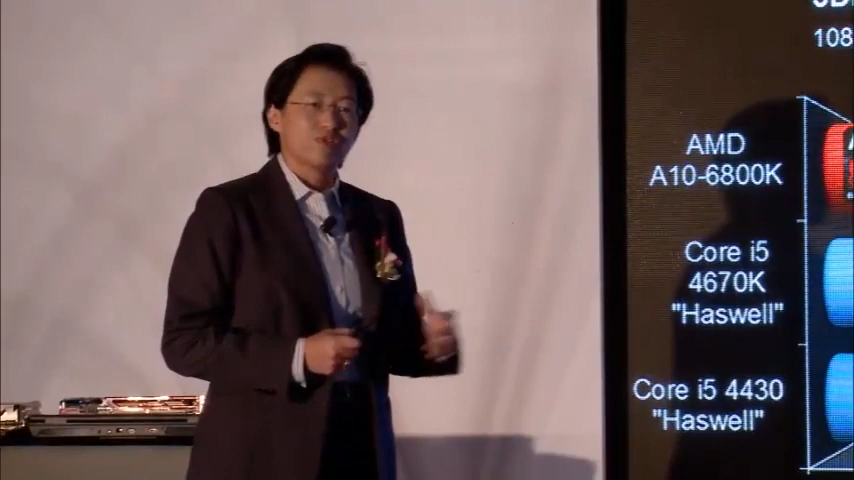 108
AMD
A10-6800K
Core i5
4670K
"Haswell"
Core i5 4430
"Haswell"